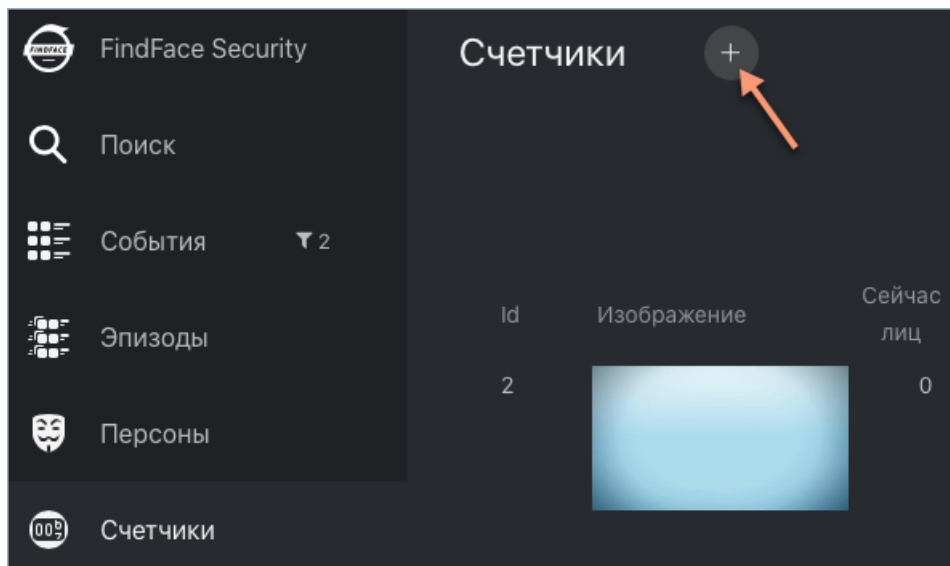 FINDFACE
FindFace Security
Поиск
События 2
Эпизоды
Персоны
Счетчики
Счетчики
Id Изображение Сейчас
лиц
2 0